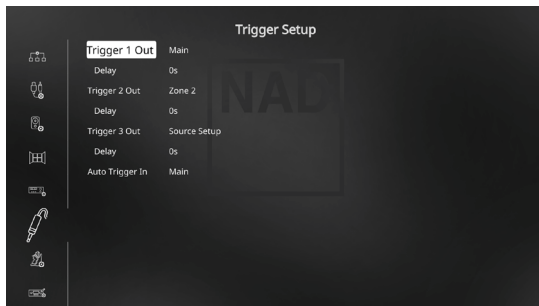 Trigger Setup
Trigger 1 Out Main
Delay 0s
Trigger 2 Out Zone 2
Delay 0s
Trigger 3 Out Source Setup
Delay 0s
Auto Trigger In Main
NAD